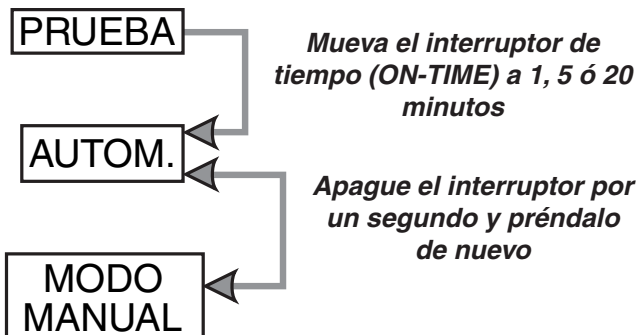 PRUEBA
Mueva el interruptor de
tiempo (ON-TIME) a 1, 5 ó 20
minutos
AUTOM.
Apague el interruptor por
un segundo y préndalo
de nuevo
MODO
MANUAL